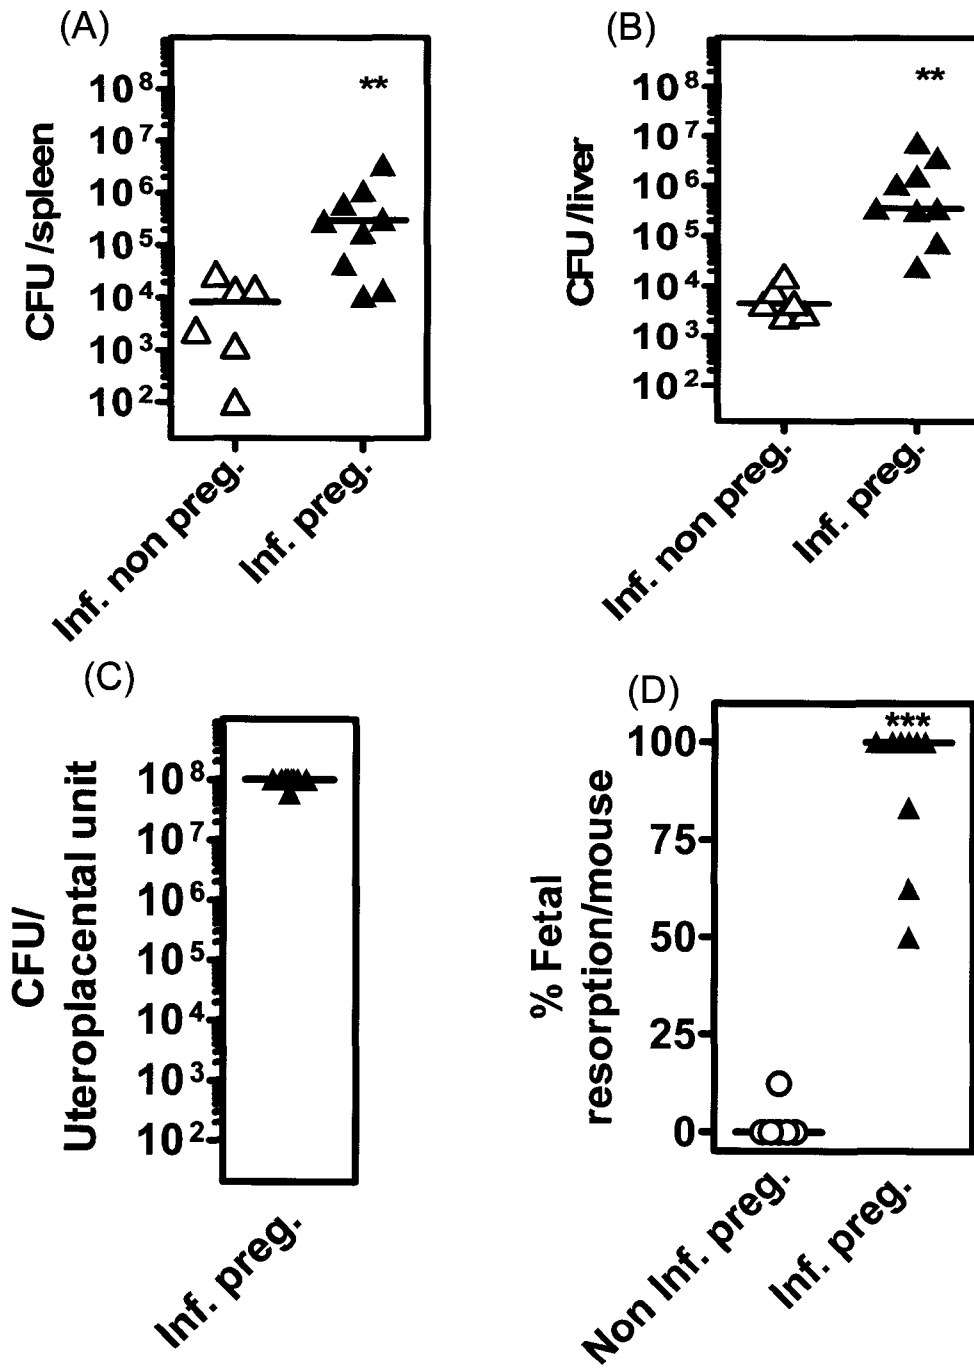 (A)
CFU /spleen
10⁸
10⁷
10⁶
10⁵
10⁴
10³
10²
**
Inf. non preg.
Inf. preg.
(B)
CFU /liver
10⁸
10⁷
10⁶
10⁵
10⁴
10³
10²
**
Inf. non preg.
Inf. preg.
(C)
CFU/
Uteroplacental unit
10⁸
10⁷
10⁶
10⁵
10⁴
10³
10²
Inf. preg.
(D)
% Fetal
resorption/mouse
100
75
50
25
0
***
Non Inf. preg.
Inf. preg.